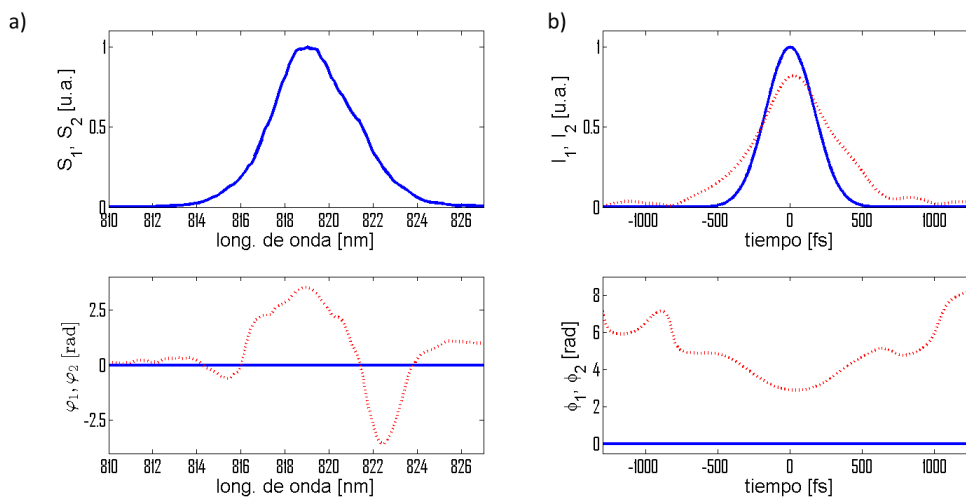 a)
S₁, S₂ [u.a.]
1
0.5
0
810 812 814 816 818 820 822 824 826
long. de onda [nm]
φ₁, φ₂ [rad]
2.5
0
-2.5
810 812 814 816 818 820 822 824 826
long. de onda [nm]
b)
I₁, I₂ [u.a.]
1
0.5
0
-1000 -500 0 500 1000
tiempo [fs]
ϕ₁, ϕ₂ [rad]
8
6
4
2
0
-1000 -500 0 500 1000
tiempo [fs]